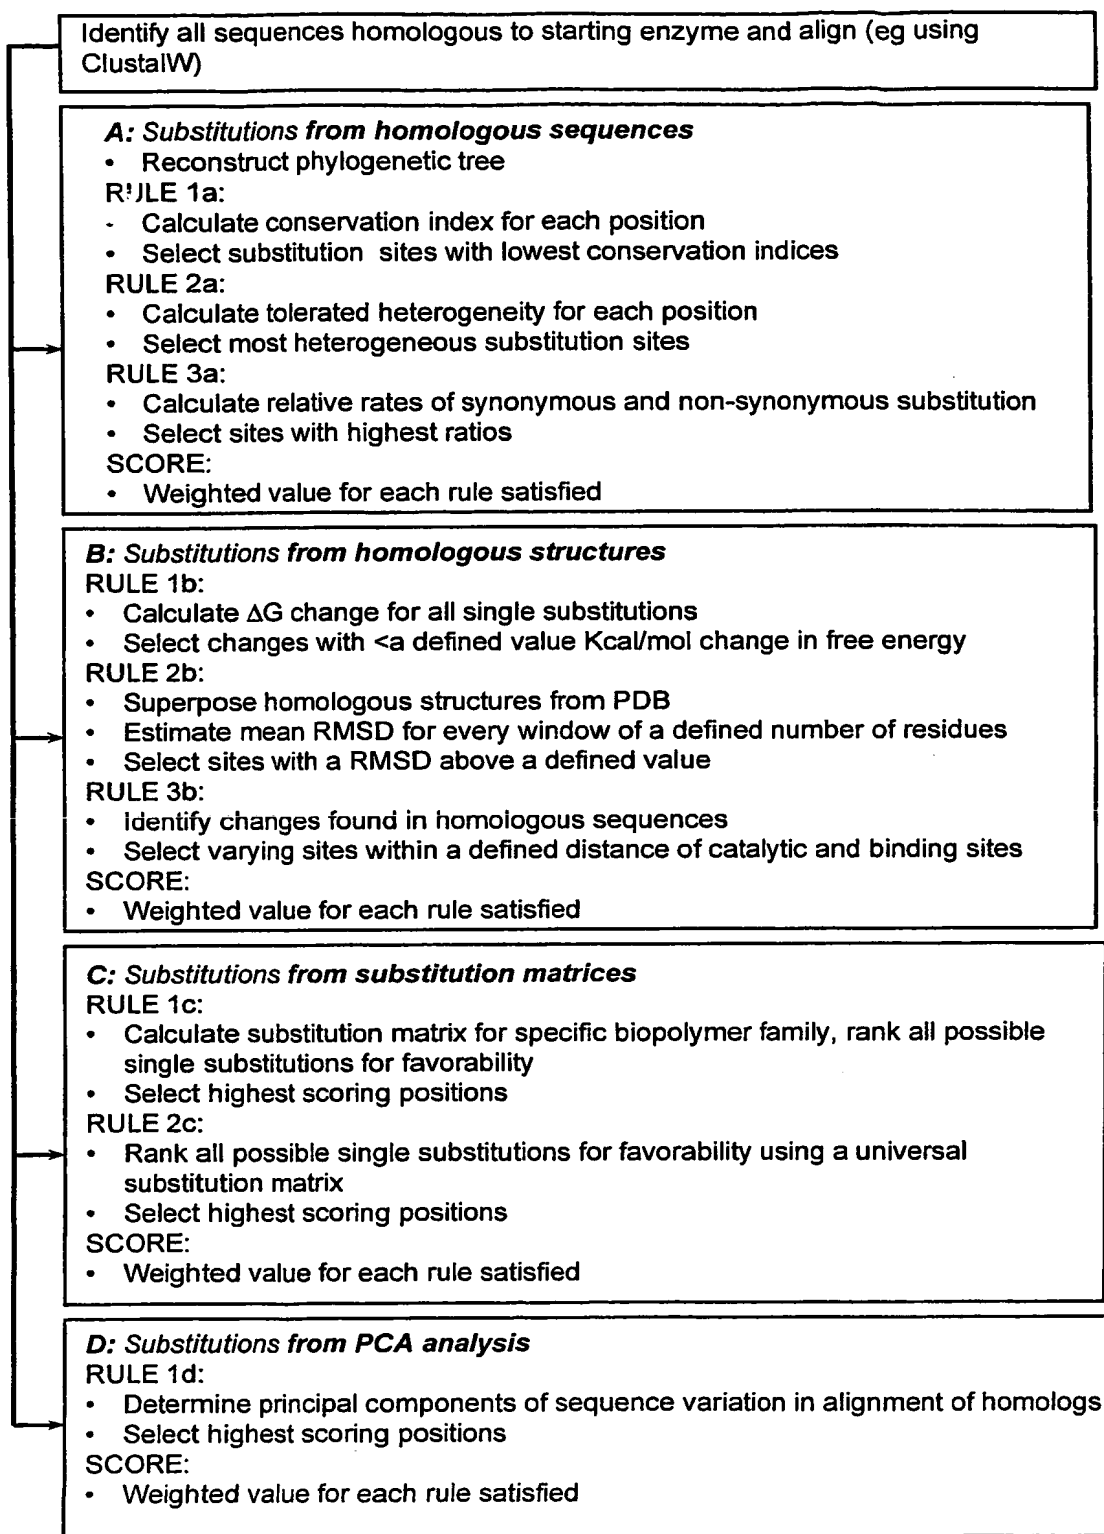 Identify all sequences homologous to starting enzyme and align (eg using
ClustalW)
A: Substitutions from homologous sequences
• Reconstruct phylogenetic tree
RULE 1a:
- Calculate conservation index for each position
• Select substitution sites with lowest conservation indices
RULE 2a:
• Calculate tolerated heterogeneity for each position
• Select most heterogeneous substitution sites
RULE 3a:
• Calculate relative rates of synonymous and non-synonymous substitution
• Select sites with highest ratios
SCORE:
• Weighted value for each rule satisfied
B: Substitutions from homologous structures
RULE 1b:
• Calculate ΔG change for all single substitutions
• Select changes with <a defined value Kcal/mol change in free energy
RULE 2b:
• Superpose homologous structures from PDB
• Estimate mean RMSD for every window of a defined number of residues
• Select sites with a RMSD above a defined value
RULE 3b:
• Identify changes found in homologous sequences
• Select varying sites within a defined distance of catalytic and binding sites
SCORE:
• Weighted value for each rule satisfied
C: Substitutions from substitution matrices
RULE 1c:
• Calculate substitution matrix for specific biopolymer family, rank all possible
single substitutions for favorability
• Select highest scoring positions
RULE 2c:
• Rank all possible single substitutions for favorability using a universal
substitution matrix
• Select highest scoring positions
SCORE:
• Weighted value for each rule satisfied
D: Substitutions from PCA analysis
RULE 1d:
• Determine principal components of sequence variation in alignment of homologs
• Select highest scoring positions
SCORE:
• Weighted value for each rule satisfied